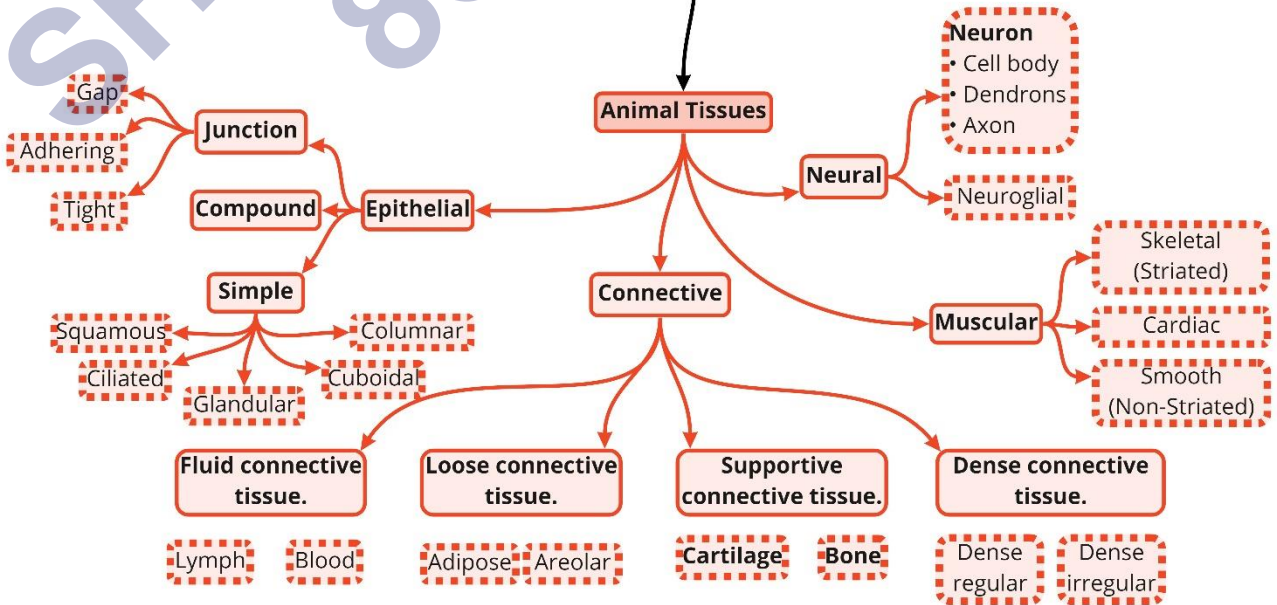 Neuron
• Cell body
• Dendrons
• Axon
Gap
Animal Tissues
Junction
Adhering
Neural
Neuroglial
Tight
Compound
Epithelial
Skeletal
(Striated)
Simple
Connective
Muscular
Cardiac
Squamous
Columnar
Ciliated
Cuboidal
Glandular
Smooth
(Non-Striated)
Fluid connective
tissue.
Loose connective
tissue.
Supportive
connective tissue.
Dense connective
tissue.
Lymph
Blood
Adipose
Areolar
Cartilage
Bone
Dense
regular
Dense
irregular